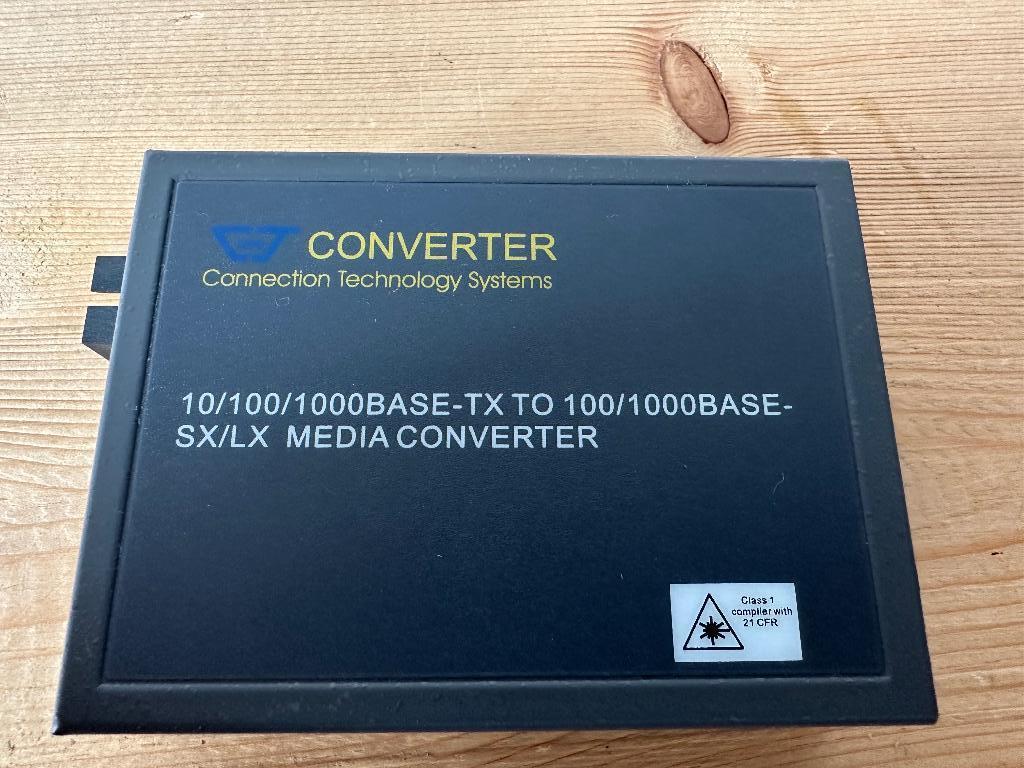 CONVERTER
Connection Technology Systems
10/100/1000BASE-TX TO 100/1000BASE-
SX/LX MEDIA CONVERTER
Class 1
compiler with
21 CFR